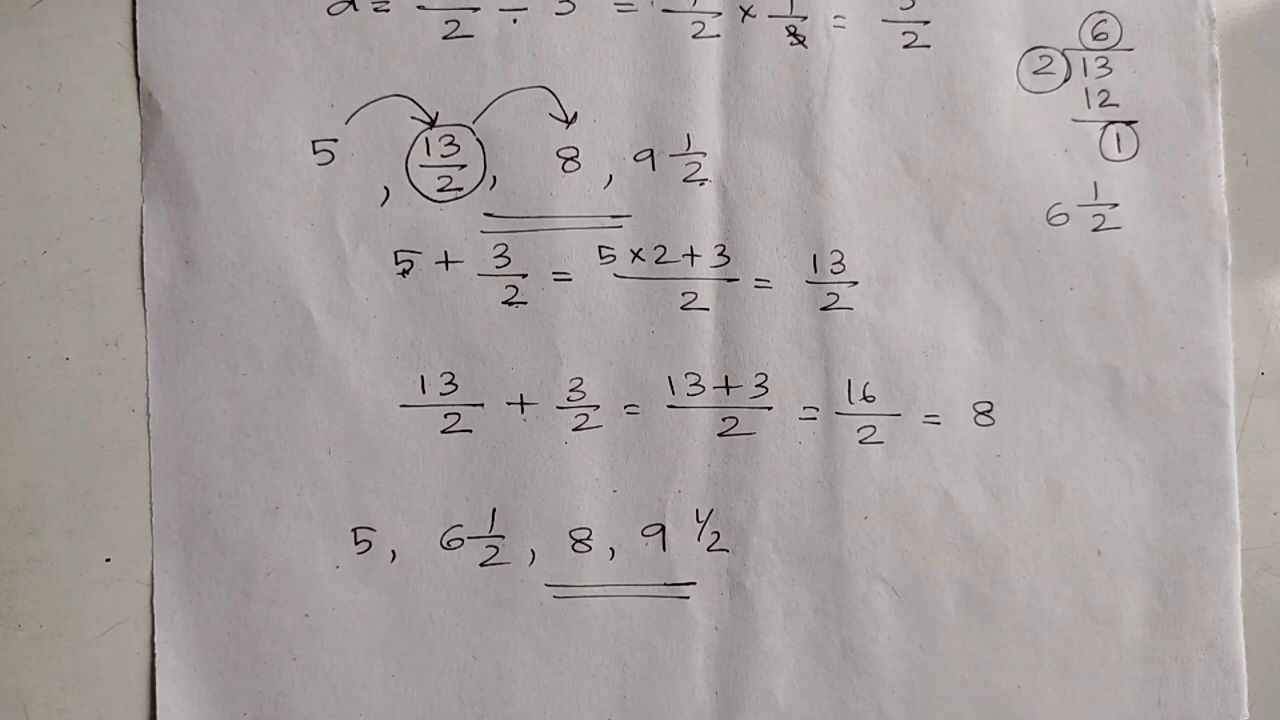 d = /2 ÷ 3 = /2 × 1/3 = 3/2
5 , 13/2 , 8 , 9 1/2
5 + 3/2 = 5×2+3/2 = 13/2
13/2 + 3/2 = 13+3/2 = 16/2 = 8
5, 6 1/2 , 8, 9 1/2
6
2)13
12
1
6 1/2